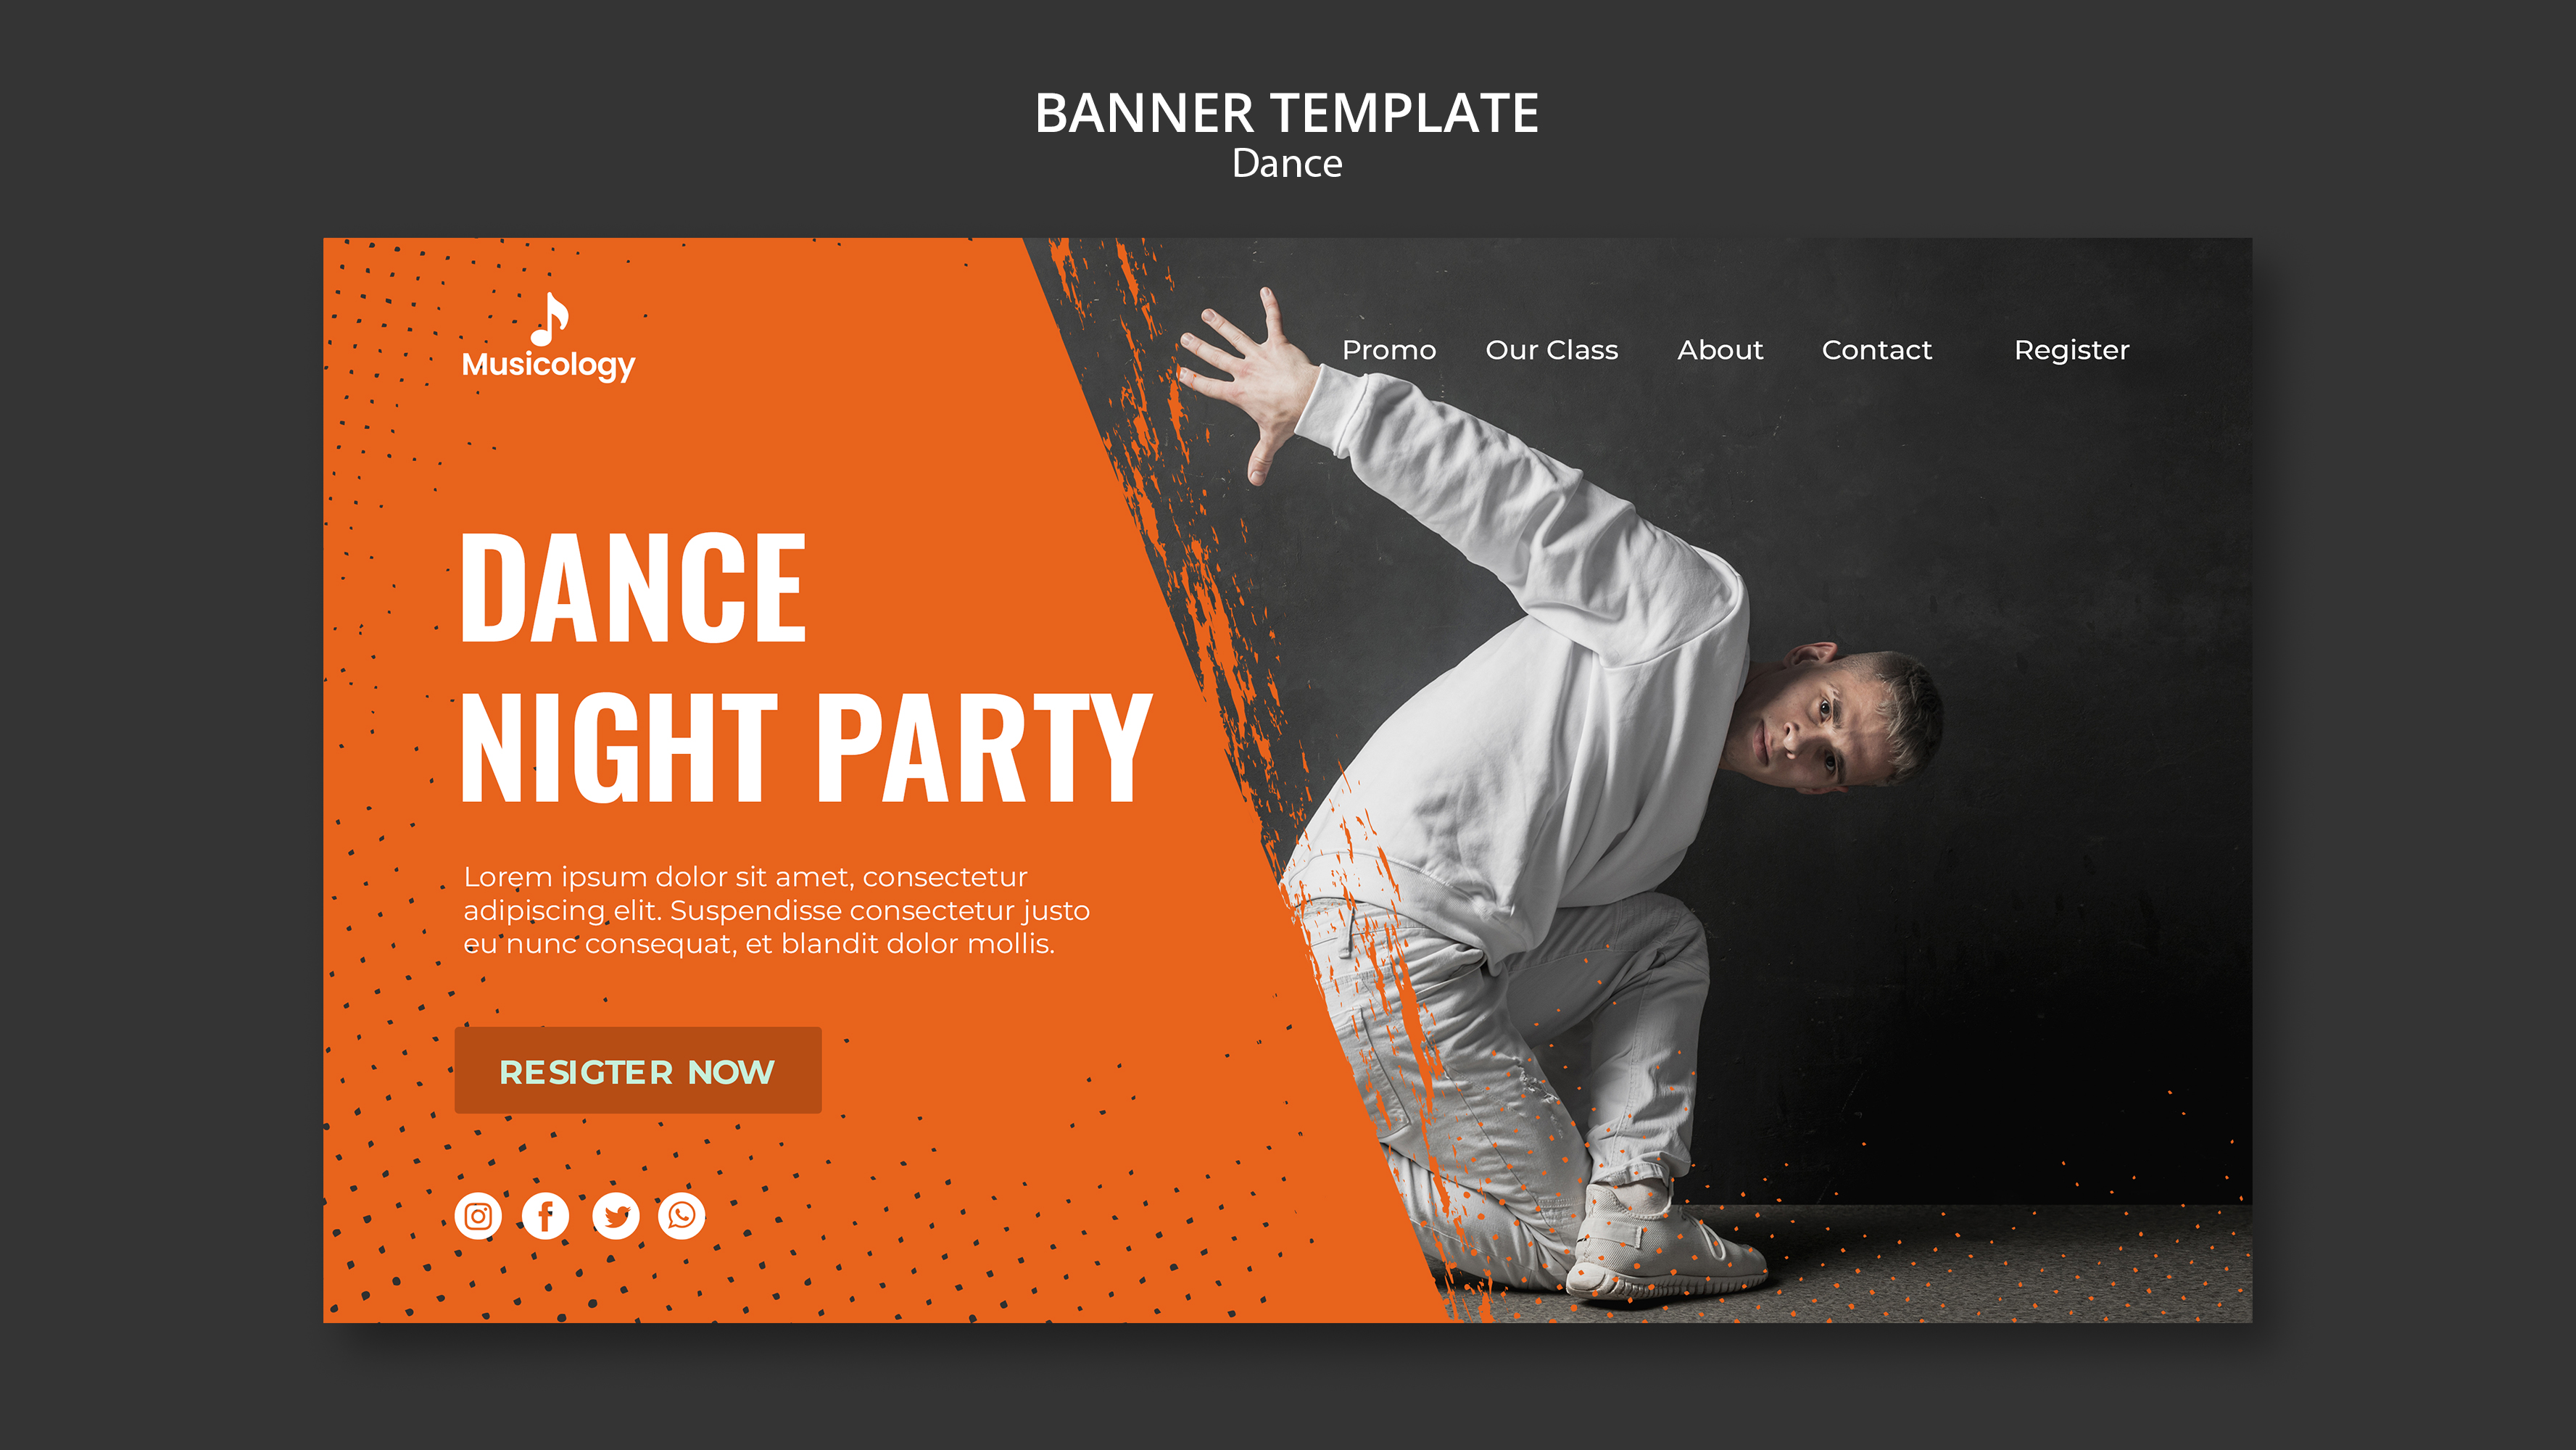 BANNER TEMPLATE
Dance
Musicology
Promo Our Class About Contact Register
DANCE
NIGHT PARTY
Lorem ipsum dolor sit amet, consectetur
adipiscing elit. Suspendisse consectetur justo
eu nunc consequat, et blandit dolor mollis.
RESIGTER NOW